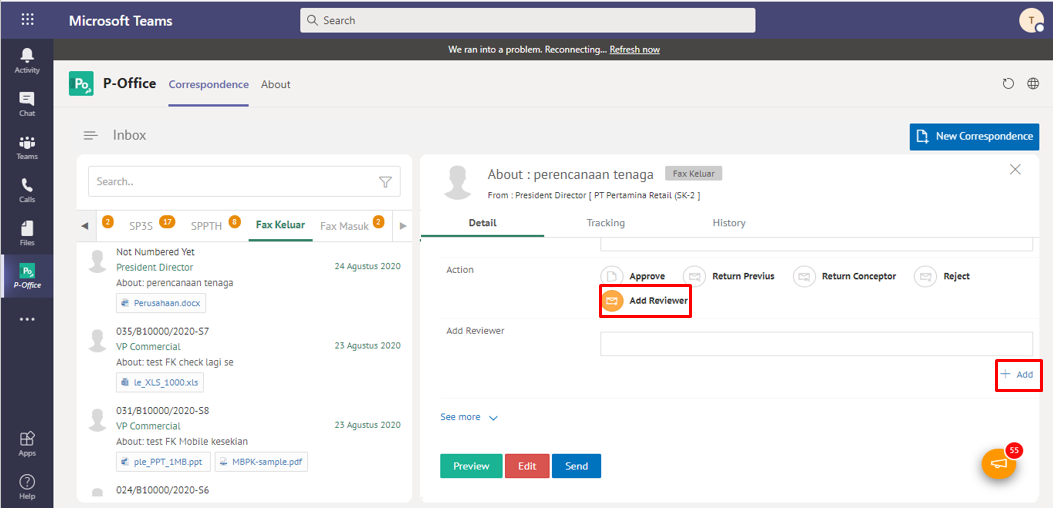 Microsoft Teams
Search
T
We ran into a problem. Reconnecting... Refresh now
Activity
Chat
Teams
Calls
Files
P-Office
Apps
Help
Po
P-Office
Correspondence
About
Inbox
New Correspondence
Search..
2
SP3S 17
SPPTH 8
Fax Keluar
Fax Masuk 2
Not Numbered Yet
President Director
24 Agustus 2020
About: perencanaan tenaga
Perusahaan.docx
035/B10000/2020-S7
VP Commercial
23 Agustus 2020
About: test FK check lagi se
le_XLS_1000.xls
031/B10000/2020-S8
VP Commercial
23 Agustus 2020
About: test FK Mobile kesekian
ple_PPT_1MB.ppt
MBPK-sample.pdf
024/B10000/2020-S6
About : perencanaan tenaga
Fax Keluar
From : President Director [ PT Pertamina Retail (SK-2 ]
Detail
Tracking
History
Action
Approve
Return Previus
Return Conceptor
Reject
Add Reviewer
Add Reviewer
+ Add
See more
Preview
Edit
Send
55